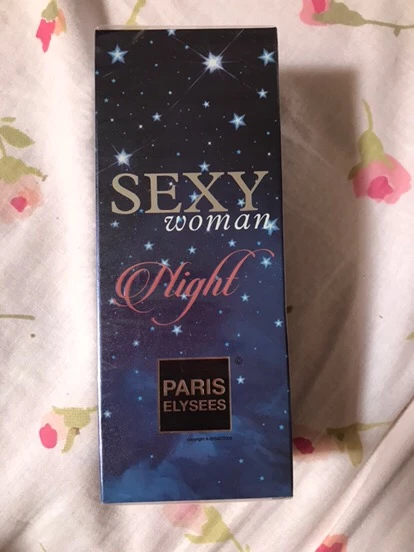 SEXY
woman
Night
PARIS
ELYSEES